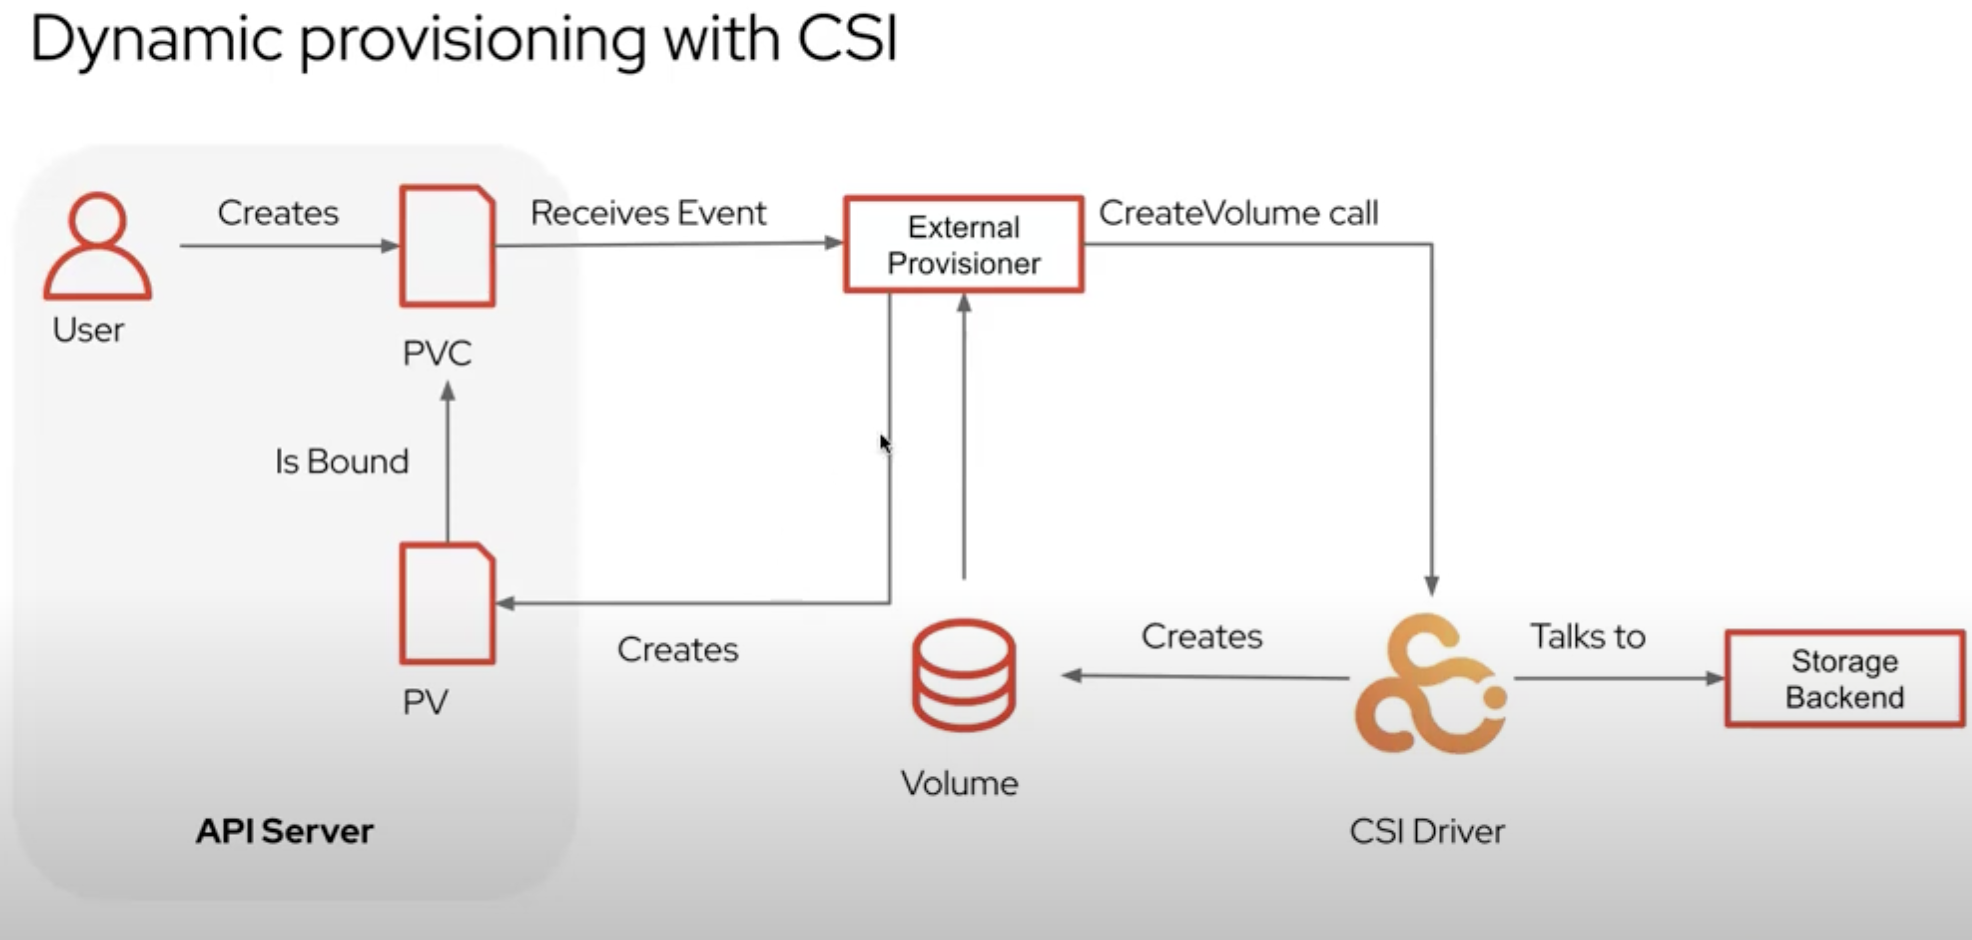 Dynamic provisioning with CSI
Creates
Receives Event
External
Provisioner
CreateVolume call
User
PVC
Is Bound
Creates
Creates
Talks to
Storage
Backend
PV
Volume
API Server
CSI Driver